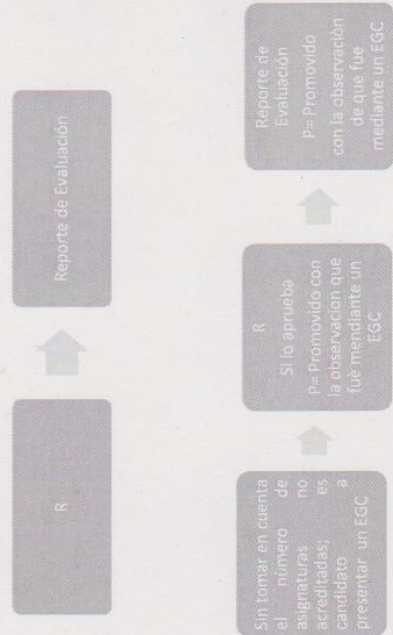 R
Reporte de Evaluación
Sin tomar en cuenta
el número de
asignaturas no
acreditadas; es
candidato a
presentar un EGC
R
Si lo aprueba
P= Promovido con
la observacion que
fué mendiante un
EGC
Reporte de
Evaluación
P= Promovido
con la observación
de que fue
mediante un EGC